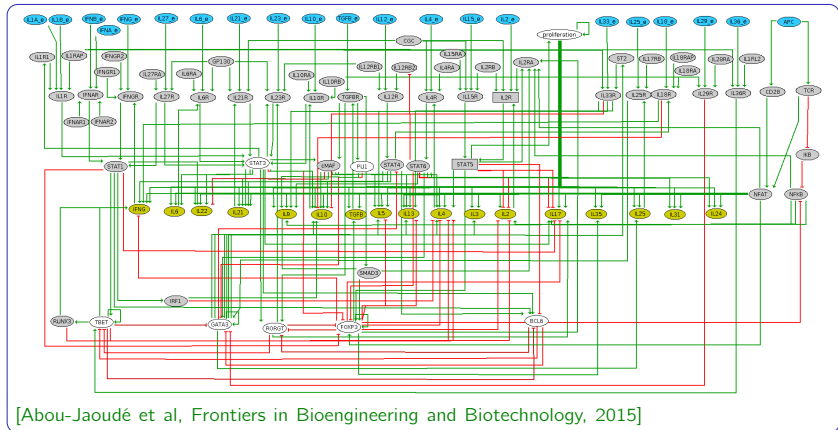 IL1A_e IL1B_e IFNB_e IFNG_e IL27_e IL6_e IL21_e IL23_e IL10_e TGFB_e IL12_e IL4_e IL15_e IL2_e IL33_e IL25_e IL18_e IL29_e IL36_e APC
IFNA_e
proliferation
CGC
IL1R1 IL1RAP IFNGR2 GP130 IL15RA IL2RA ST2 IL17RB IL18RAP IL29RA IL1RL2
IFNGR1 IL27RA IL6RA IL10RA IL10RB IL12RB1 IL12RB2 IL4RA IL2RB IL18RA
CD28 TCR
IL1R IFNAR IFNGR IL27R IL6R IL21R IL23R IL10R TGFBR IL12R IL4R IL15R IL2R IL33R IL25R IL18R IL29R IL36R
IFNAR1 IFNAR2
IKB
STAT1 STAT3 cMAF PU1 STAT4 STAT6 STAT5
NFAT NFKB
IFNG IL6 IL22 IL21 IL9 IL10 TGFB IL5 IL13 IL4 IL3 IL2 IL17 IL35 IL25 IL31 IL24
SMAD3
IRF1
RUNX3 TBET GATA3 RORGT FOXP3 BCL6
[Abou-Jaoudé et al, Frontiers in Bioengineering and Biotechnology, 2015]